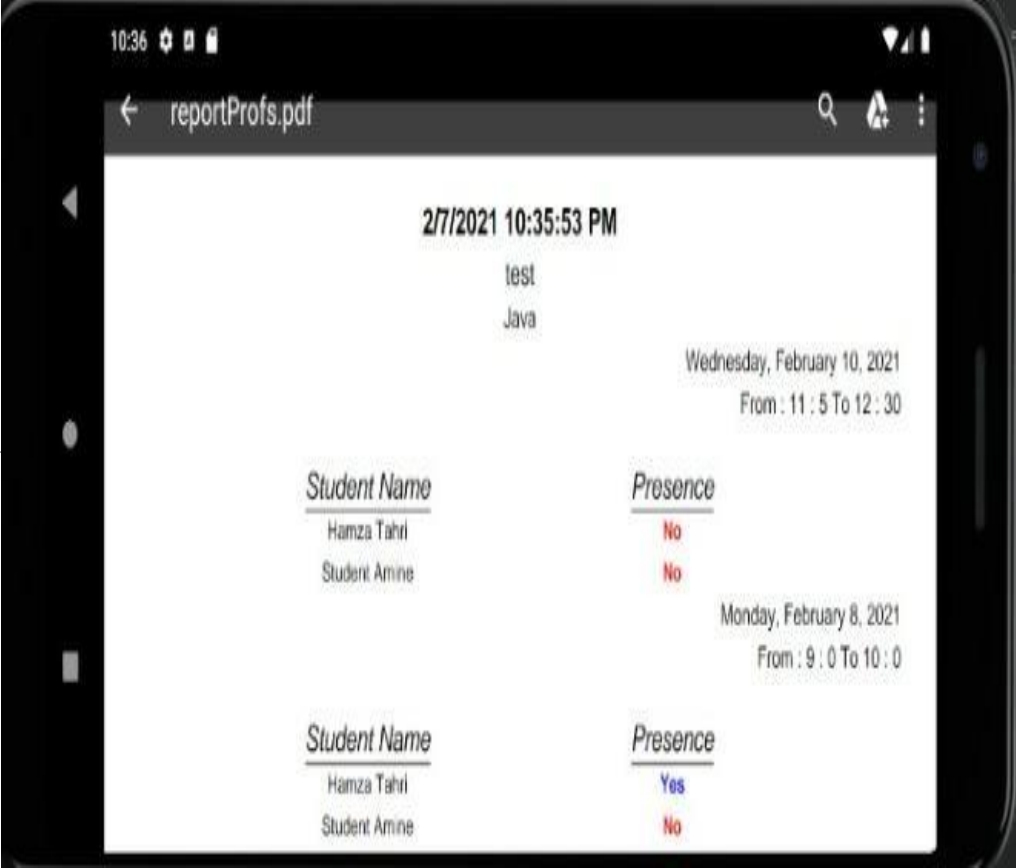 10:36
reportProfs.pdf
2/7/2021 10:35:53 PM
test
Java
Wednesday, February 10, 2021
From : 11 : 5 To 12 : 30
Student Name Presence
Hamza Tahri No
Student Amine No
Monday, February 8, 2021
From : 9 : 0 To 10 : 0
Student Name Presence
Hamza Tahri Yes
Student Amine No